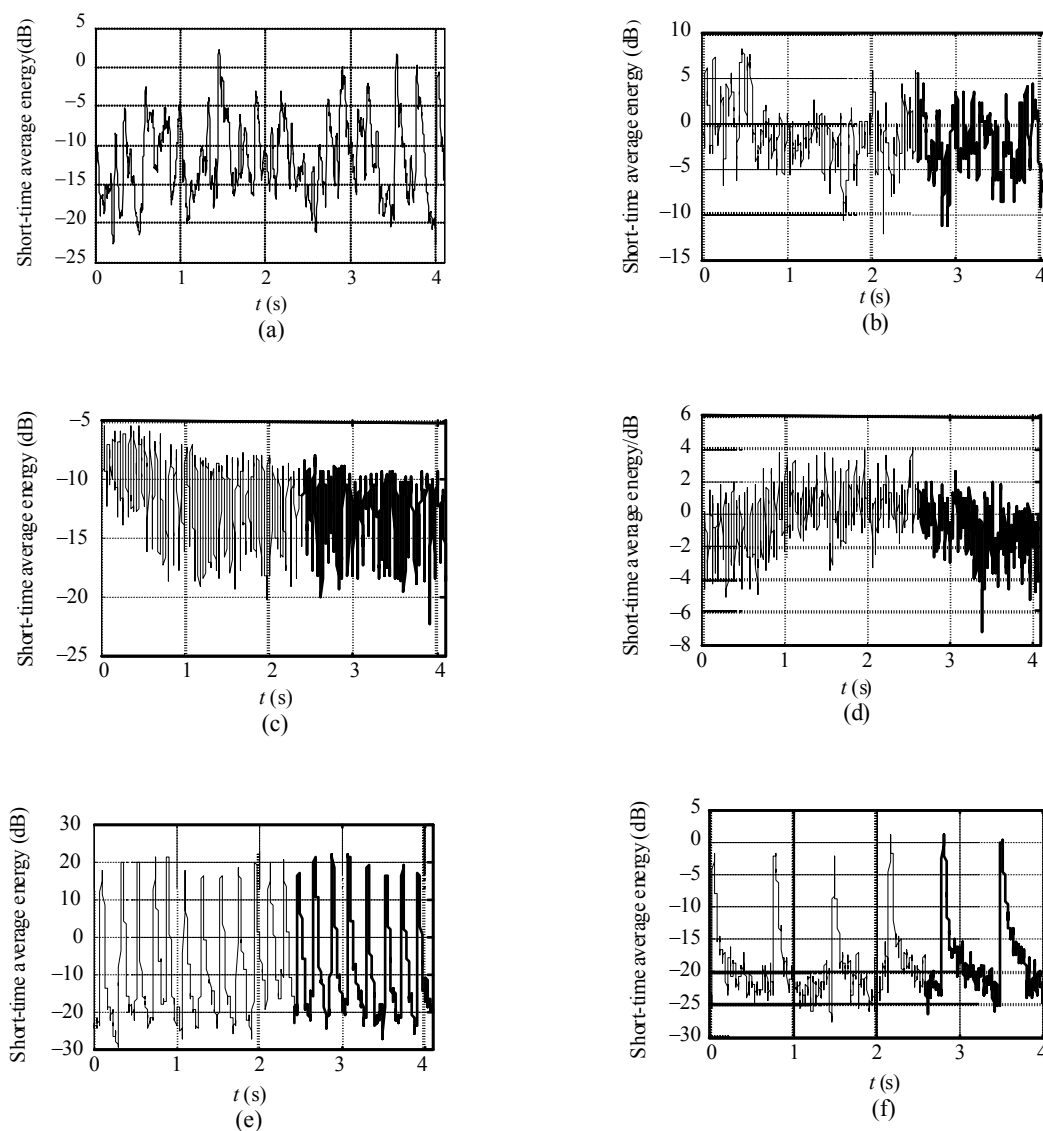 Short-time average energy(dB)
5
0
−5
−10
−15
−20
−25
0 1 2 3 4
t (s)
(a)
Short-time average energy (dB)
10
5
0
−5
−10
−15
0 1 2 3 4
t (s)
(b)
Short-time average energy (dB)
−5
−10
−15
−20
−25
0 1 2 3 4
t (s)
(c)
Short-time average energy/dB
6
4
2
0
−2
−4
−6
−8
0 1 2 3 4
t (s)
(d)
Short-time average energy (dB)
30
20
10
0
−10
−20
−30
0 1 2 3 4
t (s)
(e)
Short-time average energy (dB)
5
0
−5
−10
−15
−20
−25
−30
0 1 2 3 4
t (s)
(f)